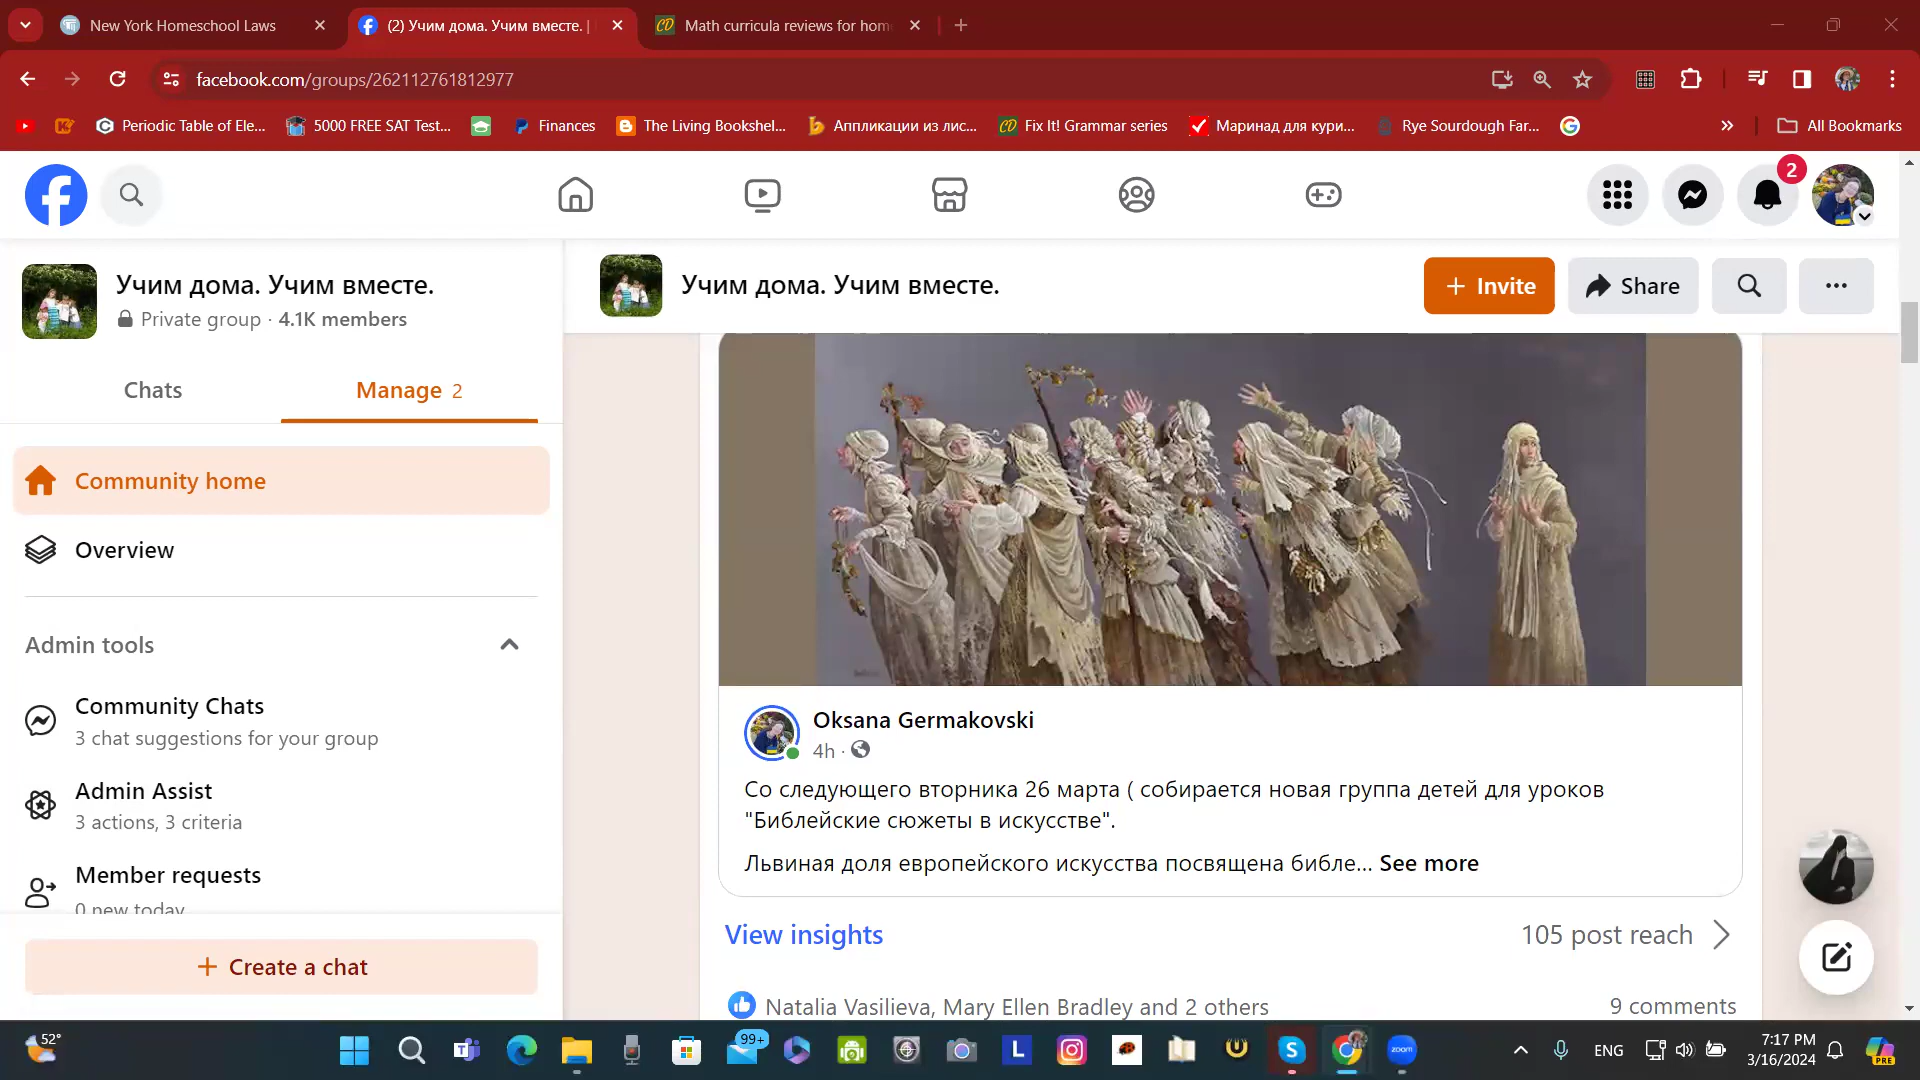 New York Homeschool Laws
(2) Учим дома. Учим вместе. |
Math curricula reviews for hom
facebook.com/groups/262112761812977
Periodic Table of Ele...
5000 FREE SAT Test...
Finances
The Living Bookshel...
Аппликации из лис...
Fix It! Grammar series
Маринад для кури...
Rye Sourdough Far...
All Bookmarks
2
Учим дома. Учим вместе.
Private group · 4.1K members
Chats
Manage 2
Community home
Overview
Admin tools
Community Chats
3 chat suggestions for your group
Admin Assist
3 actions, 3 criteria
Member requests
0 new today
+ Create a chat
Учим дома. Учим вместе.
+ Invite
Share
Oksana Germakovski
4h ·
Со следующего вторника 26 марта ( собирается новая группа детей для уроков
"Библейские сюжеты в искусстве".
Львиная доля европейского искусства посвящена библе... See more
View insights
105 post reach
Natalia Vasilieva, Mary Ellen Bradley and 2 others
9 comments
52°
99+
L
S
zoom
ENG
7:17 PM
3/16/2024
PRE